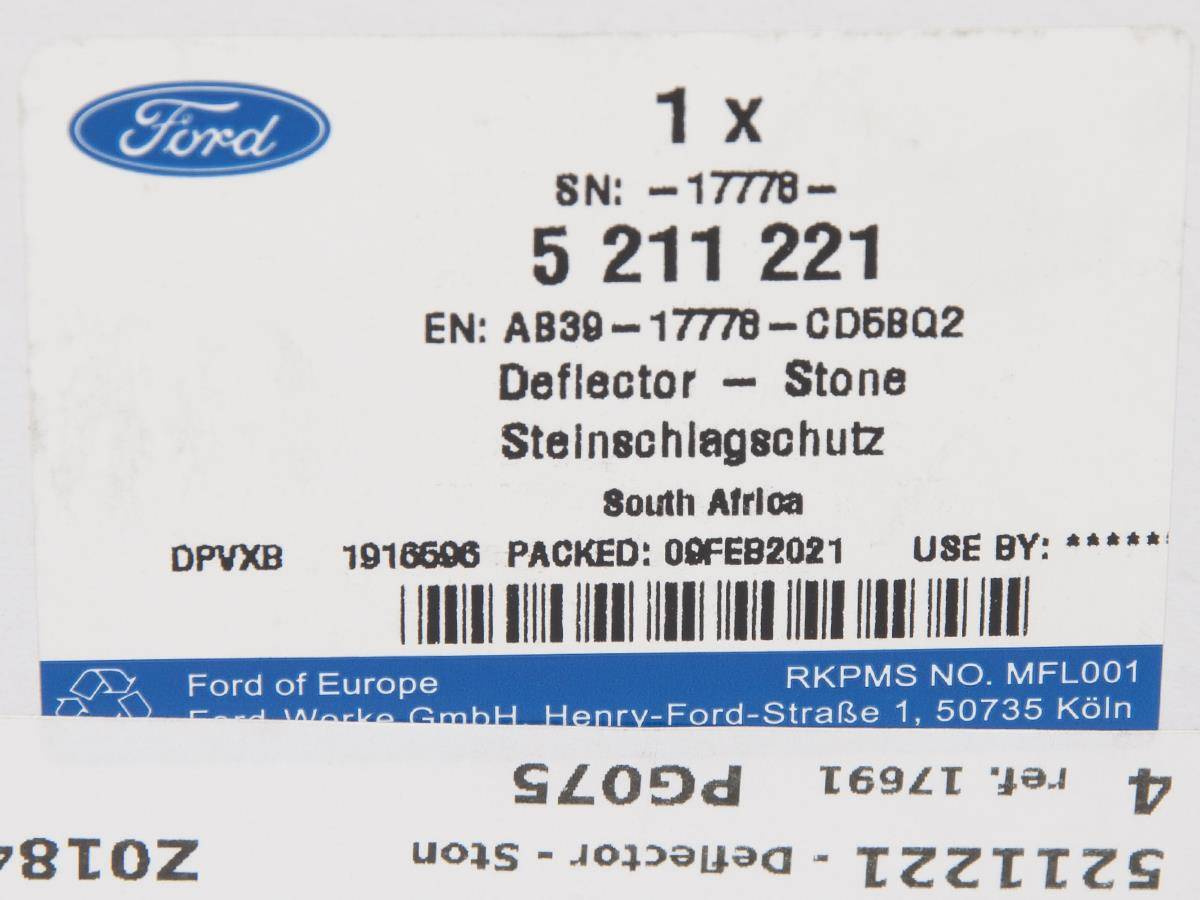 Ford
1 x
SN: -17778-
5 211 221
EN: AB39-17778-CD5BQ2
Deflector - Stone
Steinschlagschutz
South Africa
DPVXB 1916596 PACKED: 09FEB2021 USE BY: *****
Ford of Europe RKPMS NO. MFL001
Ford-Werke GmbH, Henry-Ford-Straße 1, 50735 Köln
5211221 - Deflector - Ston Z0184
4 ref. 17691 PG075